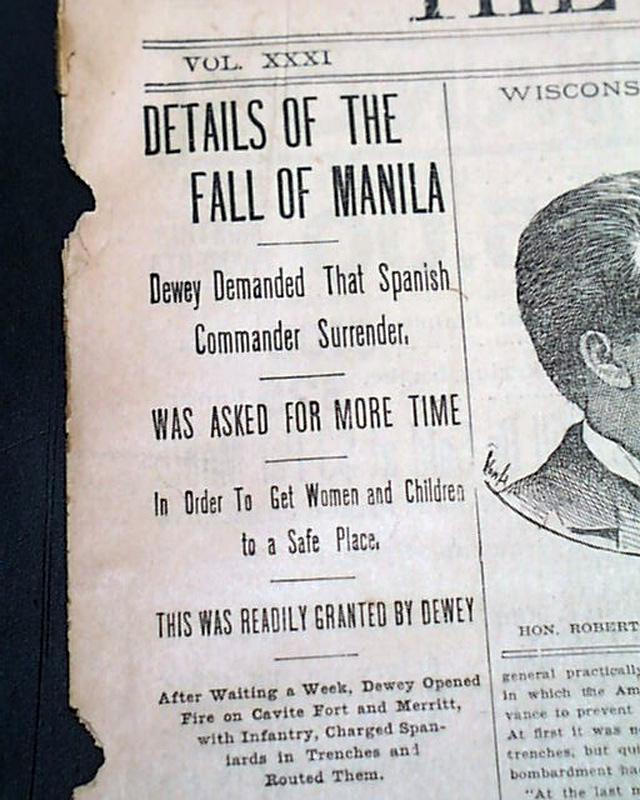 THE
VOL. XXXI
DETAILS OF THE
FALL OF MANILA
Dewey Demanded That Spanish
Commander Surrender.
WAS ASKED FOR MORE TIME
In Order To Get Women and Children
to a Safe Place.
THIS WAS READILY GRANTED BY DEWEY
After Waiting a Week, Dewey Opened
Fire on Cavite Fort and Merritt,
with Infantry, Charged Span-
iards in Trenches and
Routed Them.
WISCONS
HON. ROBERT
general practically
in which the Am
vance to prevent
At first it was n
trenches, but qu
bombardment ha
"At the last n